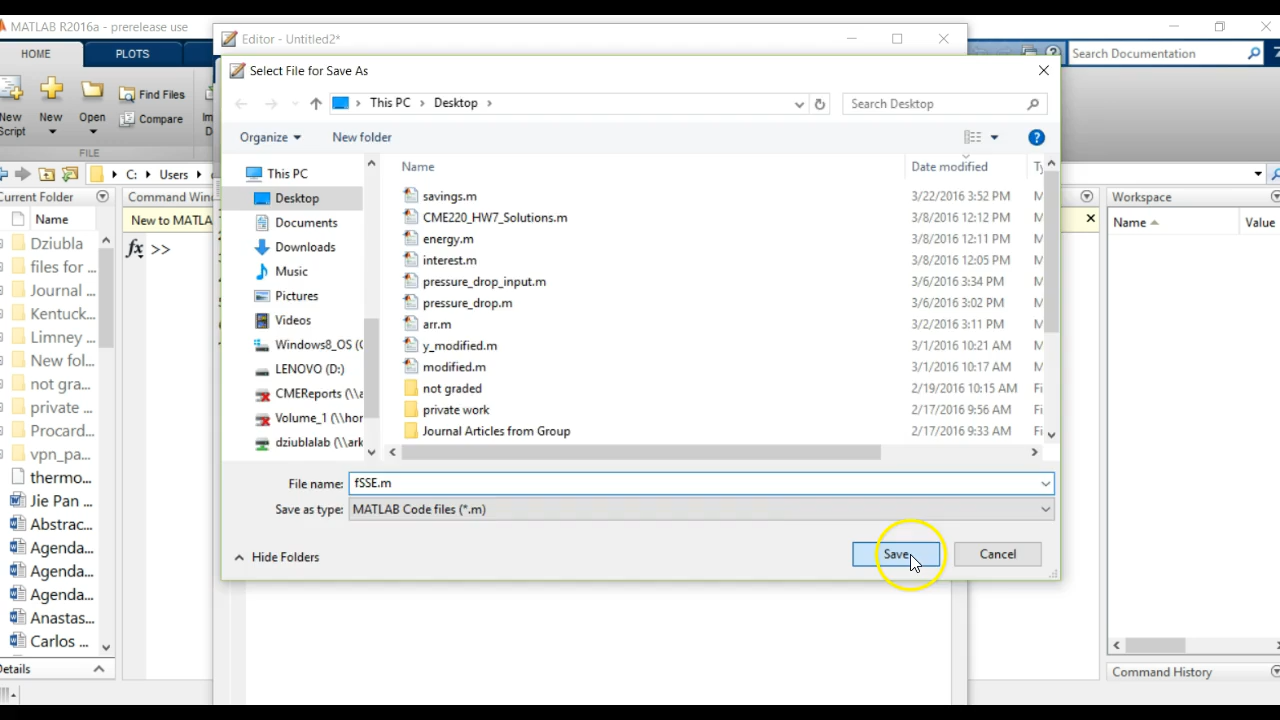 MATLAB R2016a - prerelease use
HOME
PLOTS
Search Documentation
New Script
New
Open
Find Files
Compare
FILE
C: Users
Current Folder
Name
Dziubla
files for ...
Journal ...
Kentuck...
Limney ...
New fol...
not gra...
private ...
Procard...
vpn_pa...
thermo...
Jie Pan ...
Abstrac...
Agenda...
Agenda...
Agenda...
Anastas...
Carlos ...
Details
Command Win
New to MATLA
fx >>
Editor - Untitled2*
Select File for Save As
This PC Desktop
Search Desktop
Organize
New folder
This PC
Desktop
Documents
Downloads
Music
Pictures
Videos
Windows8_OS (C
LENOVO (D:)
CMEReports (\\a
Volume_1 (\\hor
dziublalab (\\ark
Name Date modified Ty
savings.m 3/22/2016 3:52 PM M
CME220_HW7_Solutions.m 3/8/2016 12:12 PM M
energy.m 3/8/2016 12:11 PM M
interest.m 3/8/2016 12:05 PM M
pressure_drop_input.m 3/6/2016 3:34 PM M
pressure_drop.m 3/6/2016 3:02 PM M
arr.m 3/2/2016 3:11 PM M
y_modified.m 3/1/2016 10:21 AM M
modified.m 3/1/2016 10:17 AM M
not graded 2/19/2016 10:15 AM Fi
private work 2/17/2016 9:56 AM Fi
Journal Articles from Group 2/17/2016 9:33 AM Fi
File name: fSSE.m
Save as type: MATLAB Code files (*.m)
Hide Folders
Save
Cancel
Workspace
Name
Value
Command History